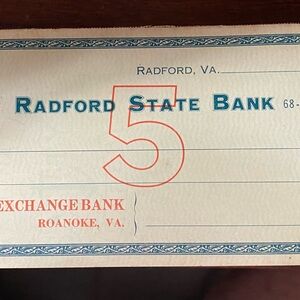 RADFORD, VA.
RADFORD STATE BANK 68-
5
EXCHANGE BANK
ROANOKE, VA.